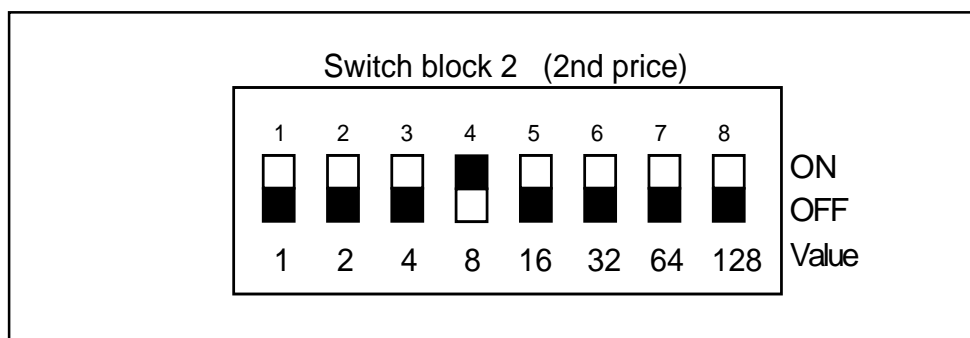 Switch block 2 (2nd price)
1 2 3 4 5 6 7 8
ON
OFF
1 2 4 8 16 32 64 128 Value